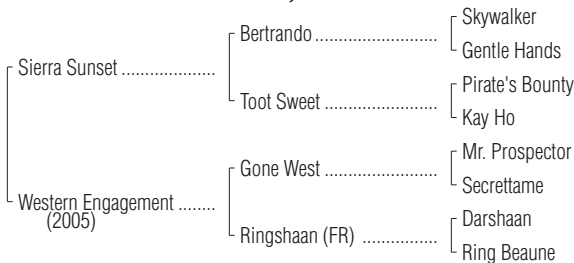 Skywalker
Bertrando ..........................
Gentle Hands
Sierra Sunset ....................
Pirate's Bounty
Toot Sweet ........................
Kay Ho
Mr. Prospector
Gone West ........................
Secrettame
Western Engagement ........
(2005)
Darshaan
Ringshaan (FR) ................
Ring Beaune